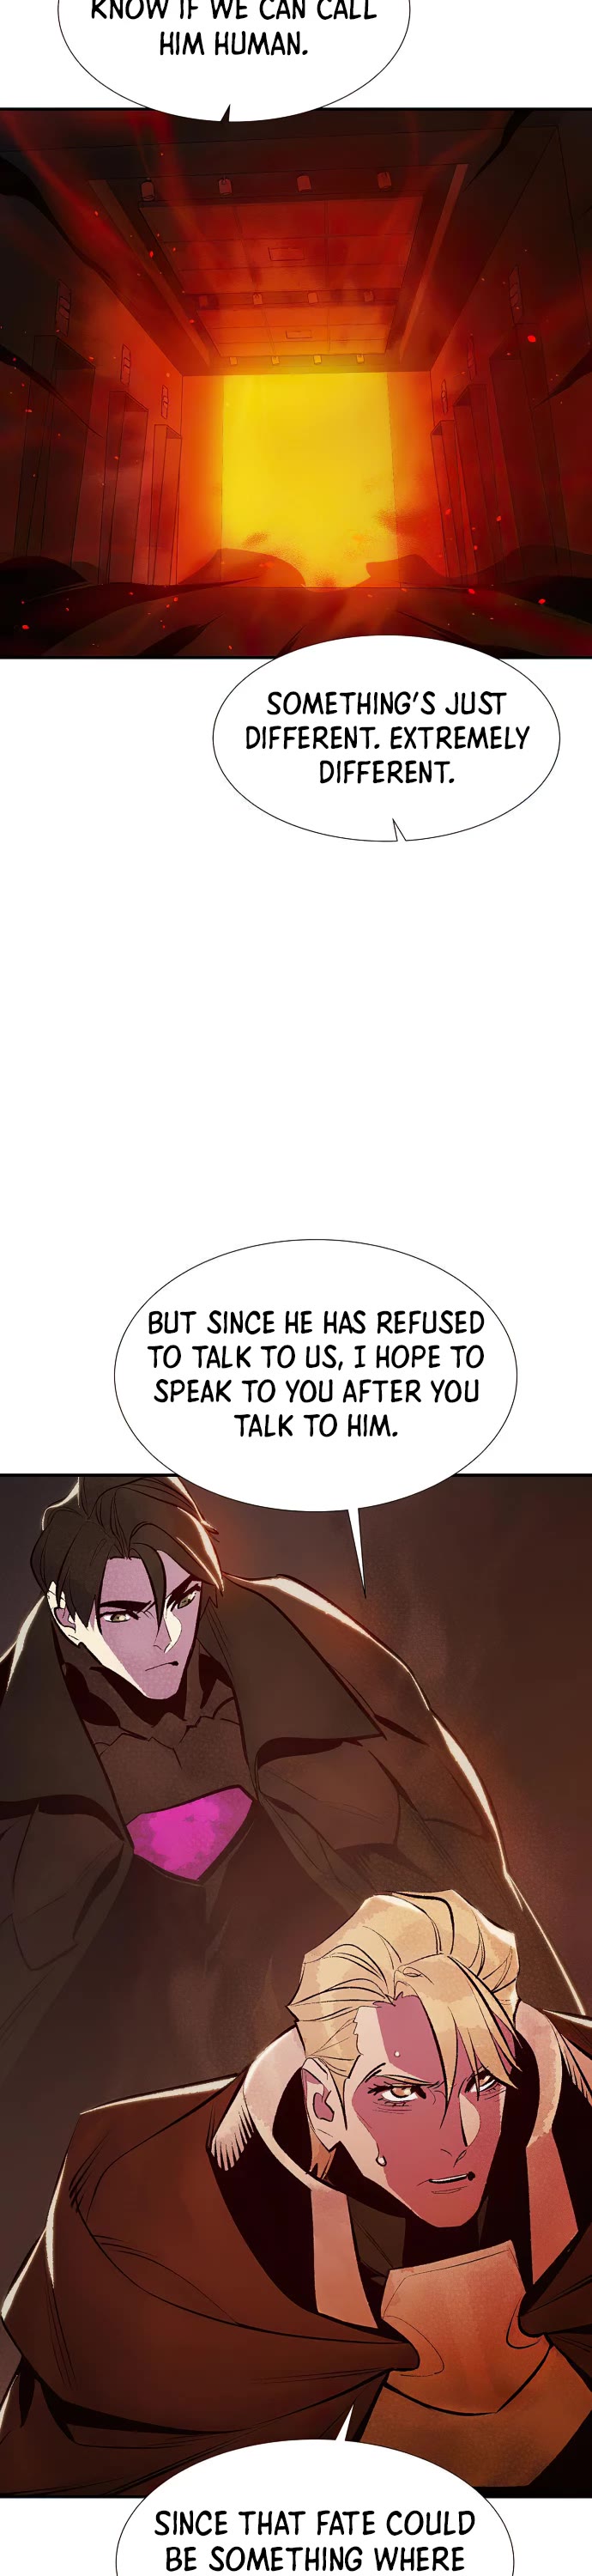 KNOW IF WE CAN CALL
HIM HUMAN.
SOMETHING'S JUST
DIFFERENT. EXTREMELY
DIFFERENT.
BUT SINCE HE HAS REFUSED
TO TALK TO US, I HOPE TO
SPEAK TO YOU AFTER YOU
TALK TO HIM.
SINCE THAT FATE COULD
BE SOMETHING WHERE